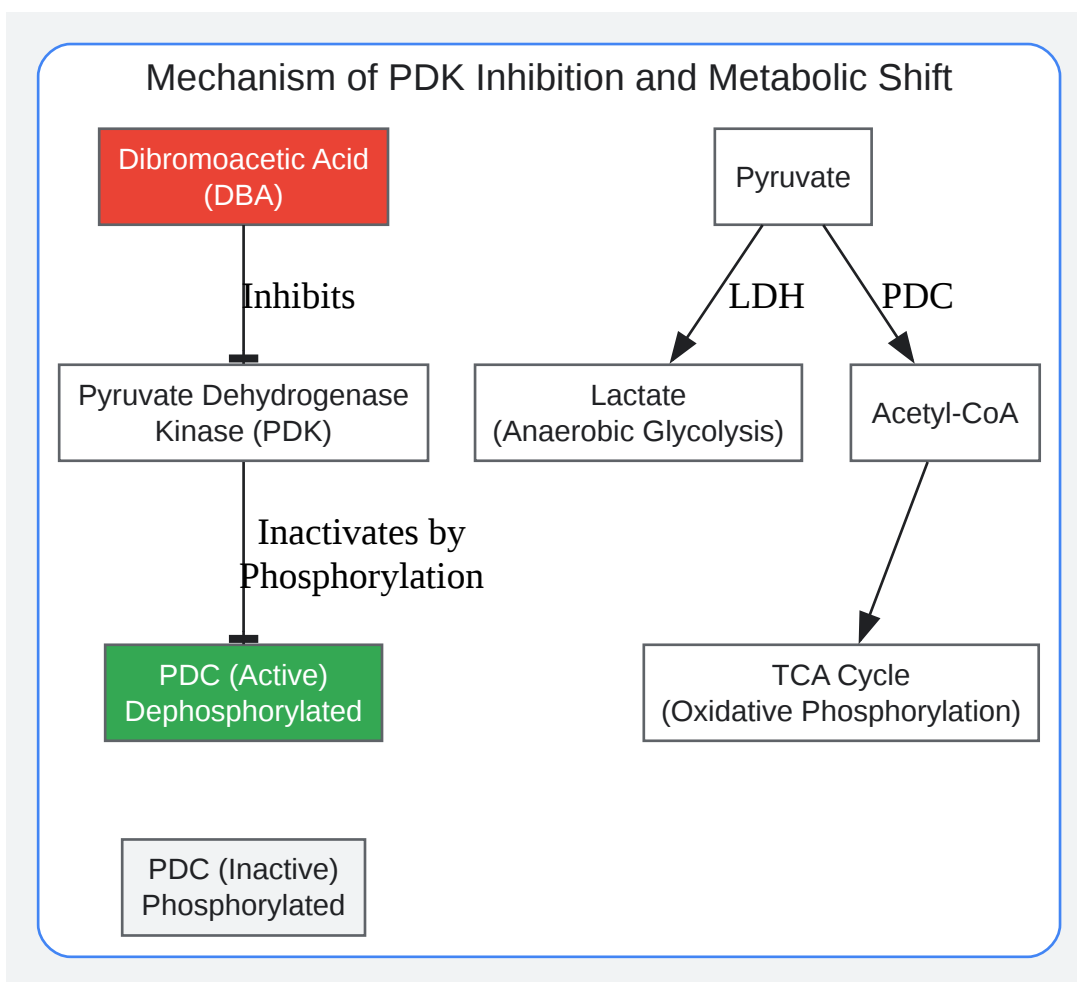 Mechanism of PDK Inhibition and Metabolic Shift
Dibromoacetic Acid
(DBA)
Pyruvate
Inhibits
LDH
PDC
Pyruvate Dehydrogenase
Kinase (PDK)
Lactate
(Anaerobic Glycolysis)
Acetyl-CoA
Inactivates by
Phosphorylation
PDC (Active)
Dephosphorylated
TCA Cycle
(Oxidative Phosphorylation)
PDC (Inactive)
Phosphorylated